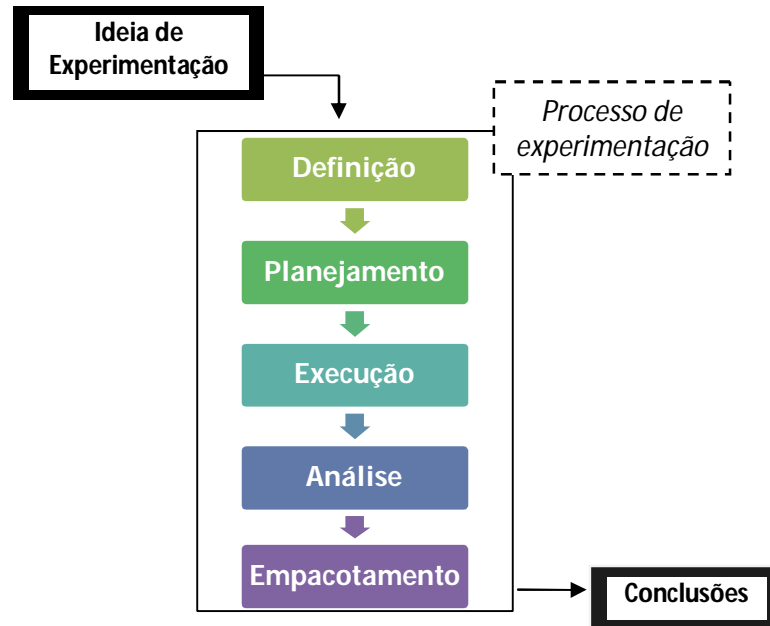 Ideia de
Experimentação
Processo de
experimentação
Definição
Planejamento
Execução
Análise
Empacotamento
Conclusões